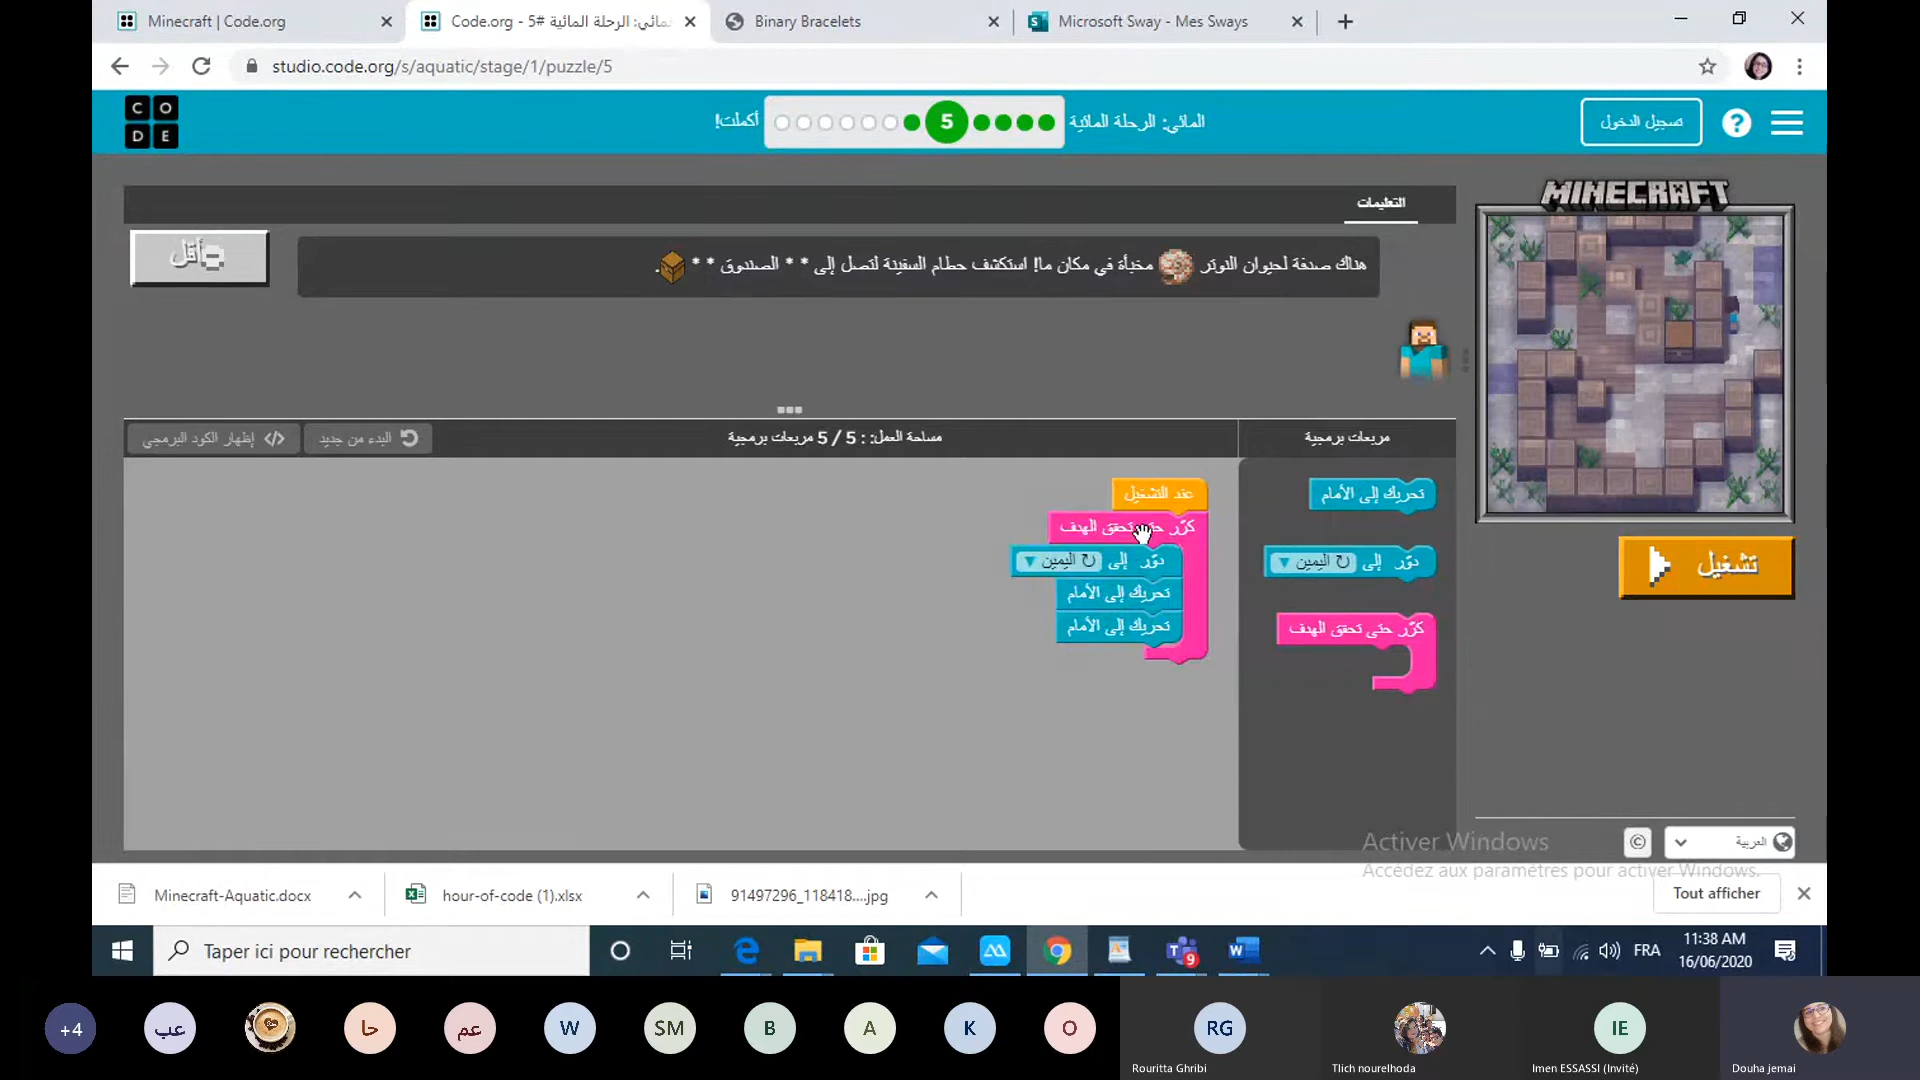 Minecraft | Code.org
Code.org - المائي: الرحلة المائية #5
Binary Bracelets
Microsoft Sway - Mes Sways
studio.code.org/s/aquatic/stage/1/puzzle/5
C O
D E
أكملت!
5
المائي: الرحلة المائية
تسجيل الدخول
?
التعليمات
MINECRAFT
أقل
هناك صدفة لحيوان النوتر مخبأة في مكان ما! استكشف حطام السفينة لتصل إلى * * الصندوق * * .
إظهار الكود البرمجي
البدء من جديد
مساحة العمل: : 5 / 5 مربعات برمجية
مربعات برمجية
عند التشغيل
كرّر حتى تحقق الهدف
دوّر إلى اليمين
تحريك إلى الأمام
تحريك إلى الأمام
تحريك إلى الأمام
دوّر إلى اليمين
كرّر حتى تحقق الهدف
تشغيل
Activer Windows
Accédez aux paramètres pour activer Windows.
©
العربية
Minecraft-Aquatic.docx
hour-of-code (1).xlsx
91497296_118418....jpg
Tout afficher
Taper ici pour rechercher
9
FRA
11:38 AM
16/06/2020
+4
عب
حا
عم
W
SM
B
A
K
O
RG
IE
Rouritta Ghribi
Tlich nourelhoda
Imen ESSASSI (Invité)
Douha jemai